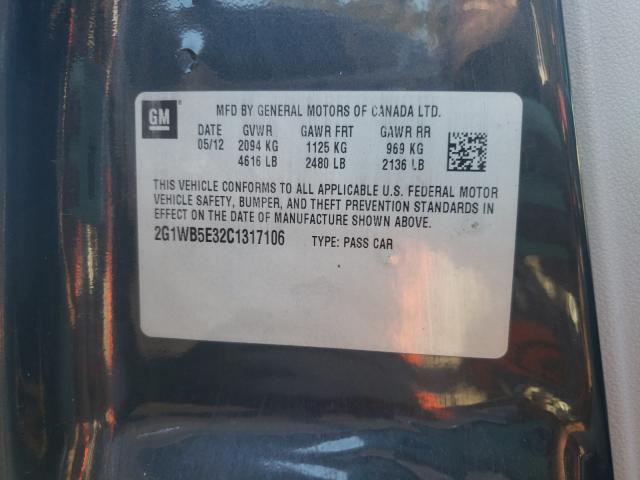 GM
MFD BY GENERAL MOTORS OF CANADA LTD.
DATE GVWR GAWR FRT GAWR RR
05/12 2094 KG 1125 KG 969 KG
4616 LB 2480 LB 2136 LB
THIS VEHICLE CONFORMS TO ALL APPLICABLE U.S. FEDERAL MOTOR
VEHICLE SAFETY, BUMPER, AND THEFT PREVENTION STANDARDS IN
EFFECT ON THE DATE OF MANUFACTURE SHOWN ABOVE.
2G1WB5E32C1317106 TYPE: PASS CAR